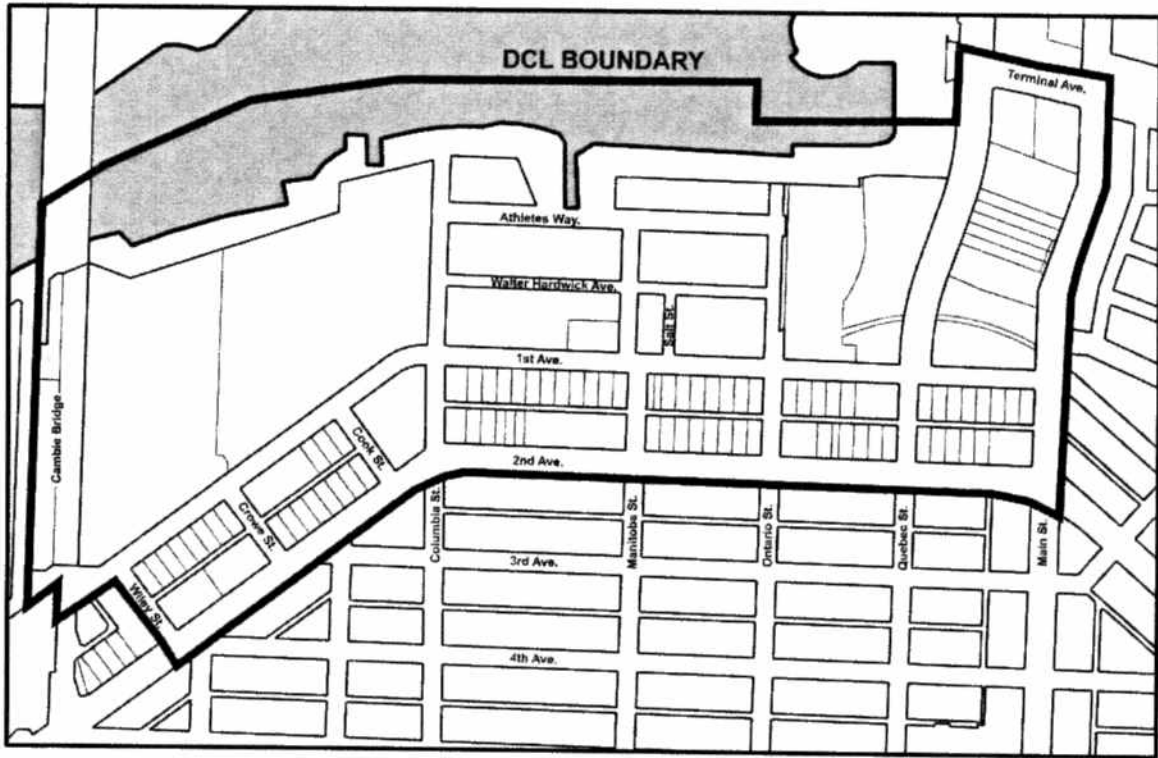 DCL BOUNDARY
Terminal Ave.
Athletes Way.
Walter Hardwick Ave.
Salt St.
1st Ave.
Cambie Bridge
Cook St.
2nd Ave.
Crowe St.
Columbia St.
Manitoba St.
Ontario St.
Quebec St.
Main St.
3rd Ave.
Wiley St.
4th Ave.